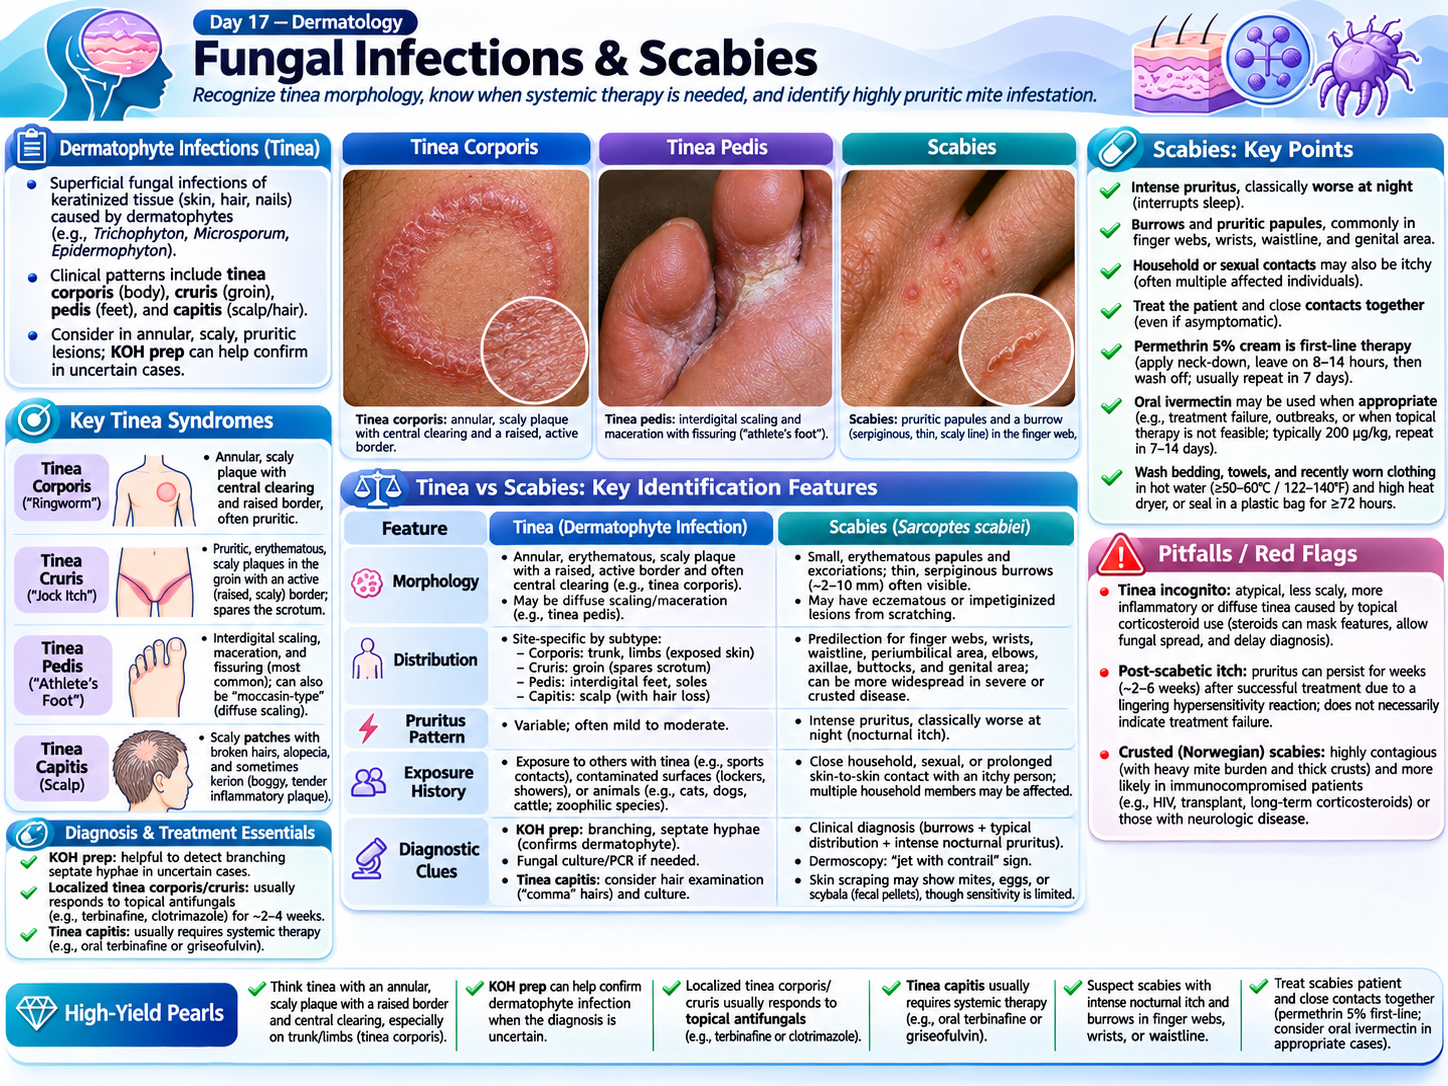 Day 17 — Dermatology
Fungal Infections & Scabies
Recognize tinea morphology, know when systemic therapy is needed, and identify highly pruritic mite infestation.
Dermatophyte Infections (Tinea)
Superficial fungal infections of
keratinized tissue (skin, hair, nails)
caused by dermatophytes
(e.g., Trichophyton, Microsporum,
Epidermophyton).
Clinical patterns include tinea
corporis (body), cruris (groin),
pedis (feet), and capitis (scalp/hair).
Consider in annular, scaly, pruritic
lesions; KOH prep can help confirm
in uncertain cases.
Key Tinea Syndromes
Tinea
Corporis
("Ringworm")
• Annular, scaly
plaque with
central clearing
and raised border,
often pruritic.
Tinea
Cruris
("Jock Itch")
• Pruritic, erythematous,
scaly plaques in the
groin with an active
(raised, scaly) border;
spares the scrotum.
Tinea
Pedis
("Athlete's
Foot")
• Interdigital scaling,
maceration, and
fissuring (most
common); can also
be "moccasin-type"
(diffuse scaling).
Tinea
Capitis
(Scalp)
• Scaly patches with
broken hairs, alopecia,
and sometimes
kerion (boggy, tender
inflammatory plaque).
Diagnosis & Treatment Essentials
KOH prep: helpful to detect branching
septate hyphae in uncertain cases.
Localized tinea corporis/cruris: usually
responds to topical antifungals
(e.g., terbinafine, clotrimazole) for ~2–4 weeks.
Tinea capitis: usually requires systemic therapy
(e.g., oral terbinafine or griseofulvin).
Tinea Corporis
Tinea corporis: annular, scaly plaque
with central clearing and a raised, active
border.
Tinea Pedis
Tinea pedis: interdigital scaling and
maceration with fissuring ("athlete's foot").
Scabies
Scabies: pruritic papules and a burrow
(serpiginous, thin, scaly line) in the finger web.
Tinea vs Scabies: Key Identification Features
Feature
Tinea (Dermatophyte Infection)
Scabies (Sarcoptes scabiei)
Morphology
• Annular, erythematous, scaly plaque
with a raised, active border and often
central clearing (e.g., tinea corporis).
• May be diffuse scaling/maceration
(e.g., tinea pedis).
• Small, erythematous papules and
excoriations; thin, serpiginous burrows
(~2–10 mm) often visible.
• May have eczematous or impetiginized
lesions from scratching.
Distribution
• Site-specific by subtype:
– Corporis: trunk, limbs (exposed skin)
– Cruris: groin (spares scrotum)
– Pedis: interdigital feet, soles
– Capitis: scalp (with hair loss)
• Predilection for finger webs, wrists,
waistline, periumbilical area, elbows,
axillae, buttocks, and genital area;
can be more widespread in severe or
crusted disease.
Pruritus
Pattern
• Variable; often mild to moderate.
• Intense pruritus, classically worse at
night (nocturnal itch).
Exposure
History
• Exposure to others with tinea (e.g., sports
contacts), contaminated surfaces (lockers,
showers), or animals (e.g., cats, dogs,
cattle; zoophilic species).
• Close household, sexual, or prolonged
skin-to-skin contact with an itchy person;
multiple household members may be affected.
Diagnostic
Clues
• KOH prep: branching, septate hyphae
(confirms dermatophyte).
• Fungal culture/PCR if needed.
• Tinea capitis: consider hair examination
("comma" hairs) and culture.
• Clinical diagnosis (burrows + typical
distribution + intense nocturnal pruritus).
• Dermoscopy: "jet with contrail" sign.
• Skin scraping may show mites, eggs, or
scybala (fecal pellets), though sensitivity is limited.
Scabies: Key Points
Intense pruritus, classically worse at night
(interrupts sleep).
Burrows and pruritic papules, commonly in
finger webs, wrists, waistline, and genital area.
Household or sexual contacts may also be itchy
(often multiple affected individuals).
Treat the patient and close contacts together
(even if asymptomatic).
Permethrin 5% cream is first-line therapy
(apply neck-down, leave on 8–14 hours, then
wash off; usually repeat in 7 days).
Oral ivermectin may be used when appropriate
(e.g., treatment failure, outbreaks, or when topical
therapy is not feasible; typically 200 µg/kg, repeat
in 7–14 days).
Wash bedding, towels, and recently worn clothing
in hot water (≥50–60°C / 122–140°F) and high heat
dryer, or seal in a plastic bag for ≥72 hours.
Pitfalls / Red Flags
Tinea incognito: atypical, less scaly, more
inflammatory or diffuse tinea caused by topical
corticosteroid use (steroids can mask features, allow
fungal spread, and delay diagnosis).
Post-scabetic itch: pruritus can persist for weeks
(~2–6 weeks) after successful treatment due to a
lingering hypersensitivity reaction; does not necessarily
indicate treatment failure.
Crusted (Norwegian) scabies: highly contagious
(with heavy mite burden and thick crusts) and more
likely in immunocompromised patients
(e.g., HIV, transplant, long-term corticosteroids) or
those with neurologic disease.
High-Yield Pearls
Think tinea with an annular,
scaly plaque with a raised border
and central clearing, especially
on trunk/limbs (tinea corporis).
KOH prep can help confirm
dermatophyte infection
when the diagnosis is
uncertain.
Localized tinea corporis/
cruris usually responds to
topical antifungals
(e.g., terbinafine or clotrimazole).
Tinea capitis usually
requires systemic therapy
(e.g., oral terbinafine or
griseofulvin).
Suspect scabies with
intense nocturnal itch and
burrows in finger webs,
wrists, or waistline.
Treat scabies patient
and close contacts together
(permethrin 5% first-line;
consider oral ivermectin in
appropriate cases).